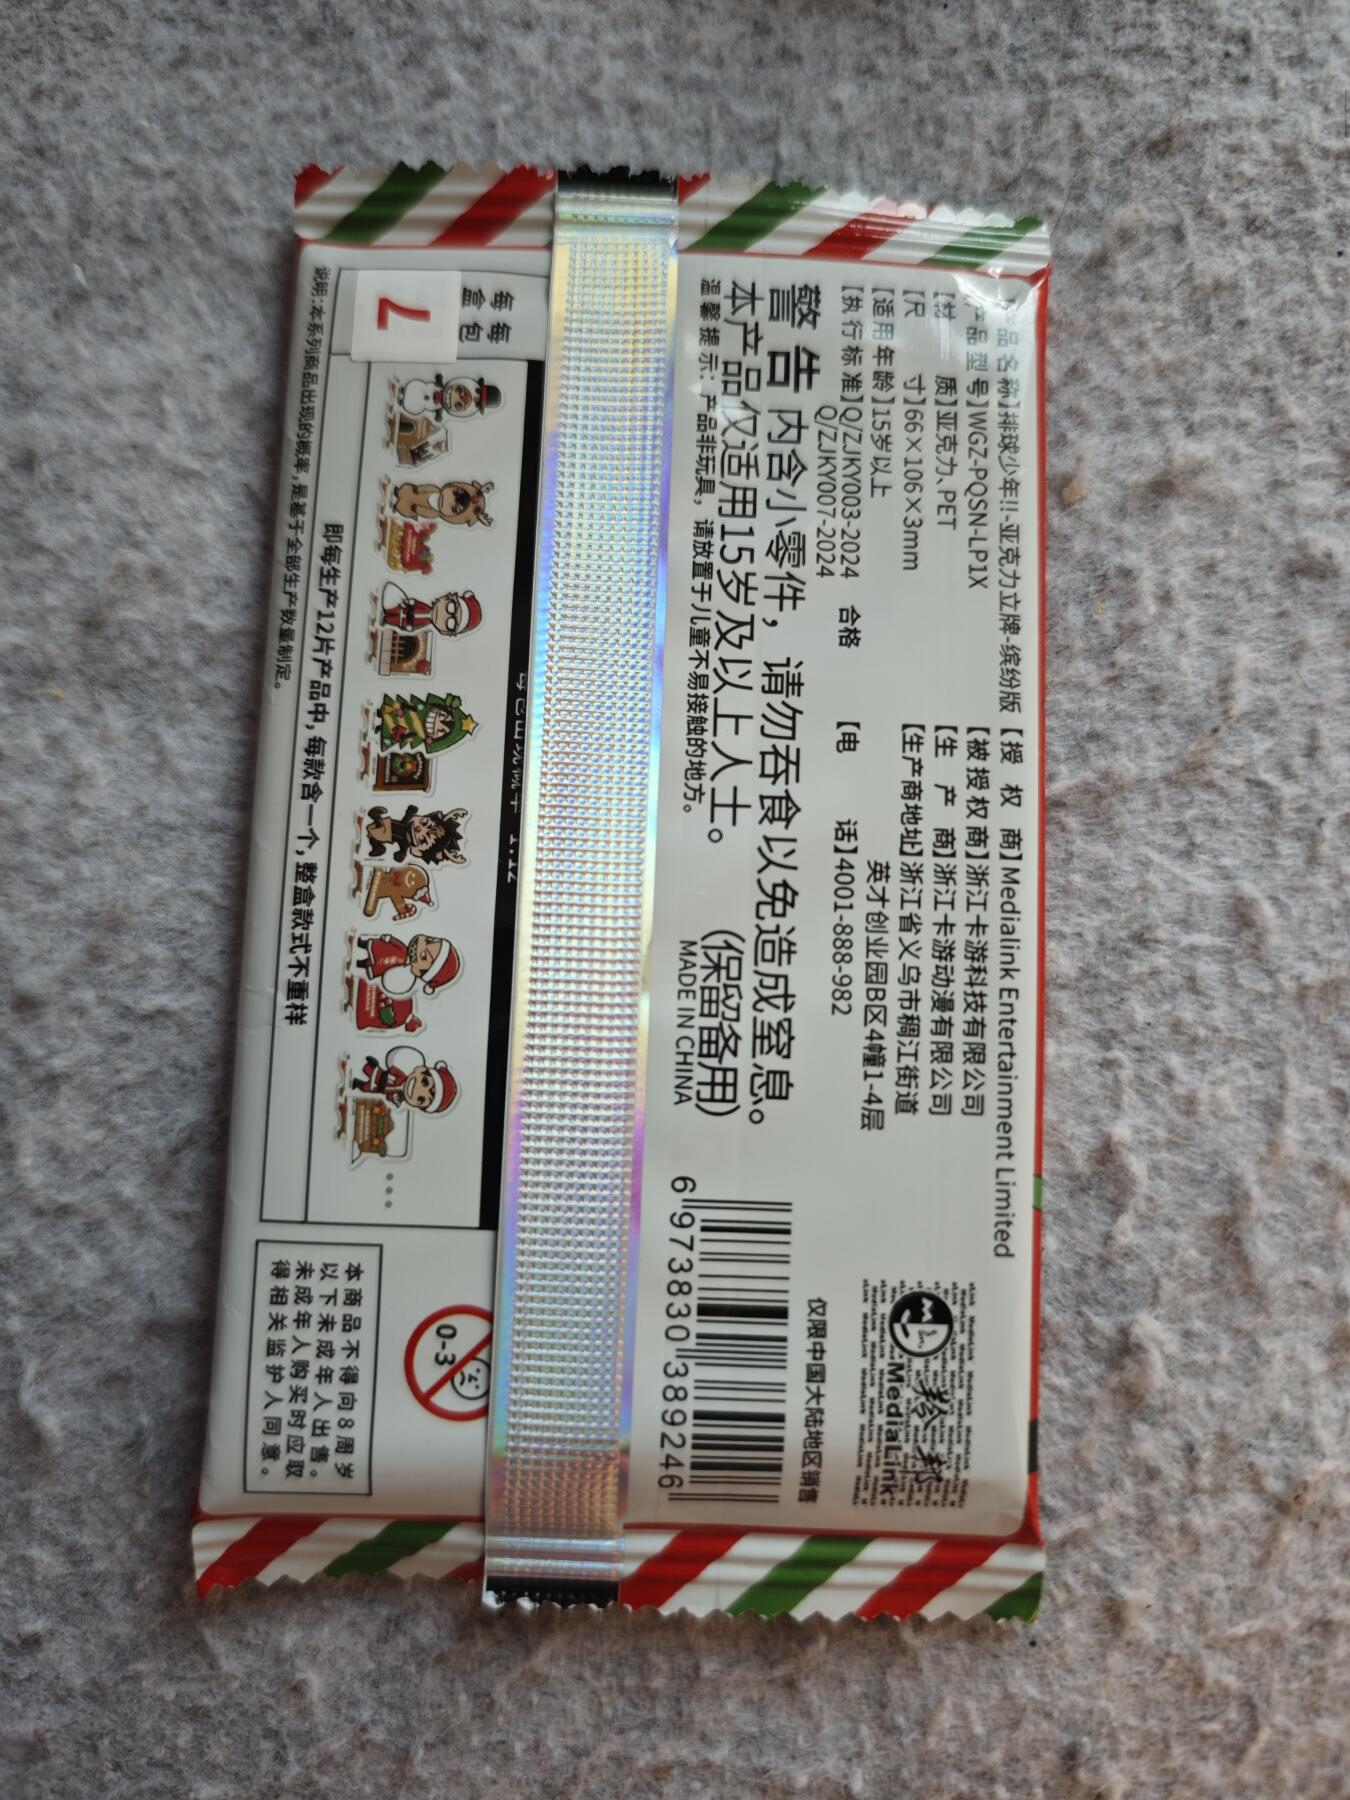 【产品名称】排球少年!!-亚克力立牌-缤纷版
【产品型号】WGZ-PQSN-LP1X
【材 质】亚克力、PET
【尺 寸】66×106×3mm
【适用年龄】15岁以上
【执行标准】Q/ZJKY003-2024 合格
Q/ZJKY007-2024
【授 权 商】Medialink Entertainment Limited
【被授权商】浙江卡游科技有限公司
【生 产 商】浙江卡游动漫有限公司
【生产商地址】浙江省义乌市稠江街道
英才创业园B区4幢1-4层
【电 话】4001-888-982
羚邦
MediaLink
警告 内含小零件，请勿吞食以免造成窒息。
本产品仅适用15岁及以上人士。 (保留备用)
温馨提示：产品非玩具，请放置于儿童不易接触的地方。
MADE IN CHINA
仅限中国大陆地区销售
6 973830 389246
每包
每盒
7
即每生产12片产品中，每款含一个，整盒款式不重样
说明：本系列商品出现的概率，是基于全部生产数量制定。
0-3
本商品不得向8周岁
以下未成年人出售。
未成年人购买时应取
得相关监护人同意。